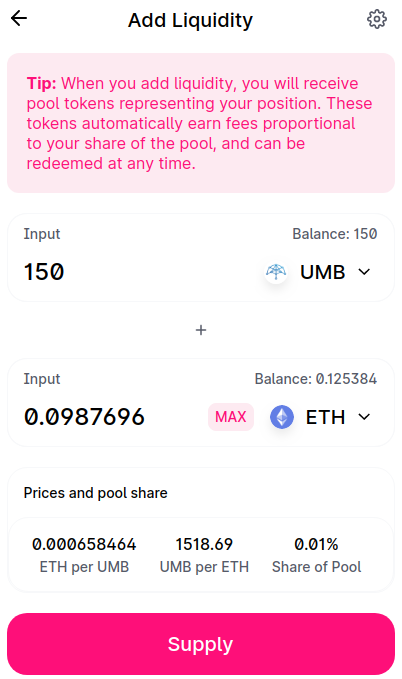 Add Liquidity
Tip: When you add liquidity, you will receive
pool tokens representing your position. These
tokens automatically earn fees proportional
to your share of the pool, and can be
redeemed at any time.
Input Balance: 150
150 UMB
+
Input Balance: 0.125384
0.0987696 MAX ETH
Prices and pool share
0.000658464 1518.69 0.01%
ETH per UMB UMB per ETH Share of Pool
Supply